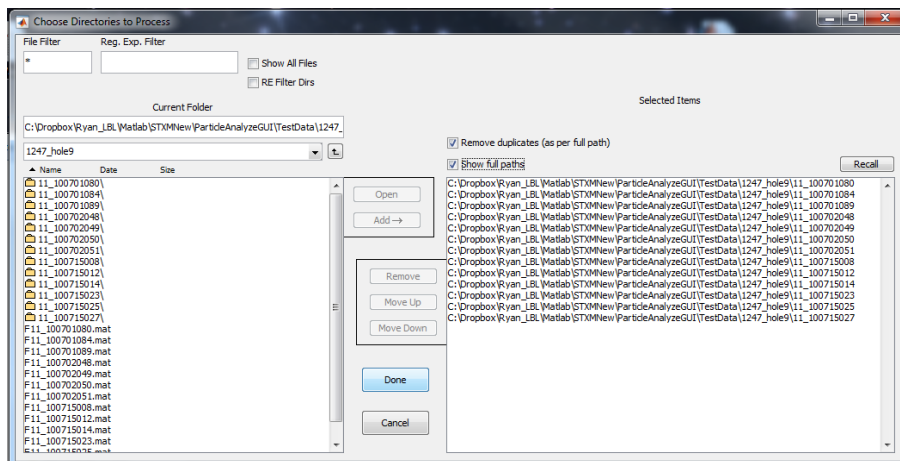 Choose Directories to Process
File Filter Reg. Exp. Filter
*
Show All Files
RE Filter Dirs
Current Folder
C:\Dropbox\Ryan_LBL\Matlab\STXMNew\ParticleAnalyzeGUI\TestData\1247_
1247_hole9
Name Date Size
11_100701080\
11_100701084\
11_100701089\
11_100702048\
11_100702049\
11_100702050\
11_100702051\
11_100715008\
11_100715012\
11_100715014\
11_100715023\
11_100715025\
11_100715027\
F11_100701080.mat
F11_100701084.mat
F11_100701089.mat
F11_100702048.mat
F11_100702049.mat
F11_100702050.mat
F11_100702051.mat
F11_100715008.mat
F11_100715012.mat
F11_100715014.mat
F11_100715023.mat
F11_100715025.mat
Open
Add →
Remove
Move Up
Move Down
Done
Cancel
Selected Items
Remove duplicates (as per full path)
Show full paths
Recall
C:\Dropbox\Ryan_LBL\Matlab\STXMNew\ParticleAnalyzeGUI\TestData\1247_hole9\11_100701080
C:\Dropbox\Ryan_LBL\Matlab\STXMNew\ParticleAnalyzeGUI\TestData\1247_hole9\11_100701084
C:\Dropbox\Ryan_LBL\Matlab\STXMNew\ParticleAnalyzeGUI\TestData\1247_hole9\11_100701089
C:\Dropbox\Ryan_LBL\Matlab\STXMNew\ParticleAnalyzeGUI\TestData\1247_hole9\11_100702048
C:\Dropbox\Ryan_LBL\Matlab\STXMNew\ParticleAnalyzeGUI\TestData\1247_hole9\11_100702049
C:\Dropbox\Ryan_LBL\Matlab\STXMNew\ParticleAnalyzeGUI\TestData\1247_hole9\11_100702050
C:\Dropbox\Ryan_LBL\Matlab\STXMNew\ParticleAnalyzeGUI\TestData\1247_hole9\11_100702051
C:\Dropbox\Ryan_LBL\Matlab\STXMNew\ParticleAnalyzeGUI\TestData\1247_hole9\11_100715008
C:\Dropbox\Ryan_LBL\Matlab\STXMNew\ParticleAnalyzeGUI\TestData\1247_hole9\11_100715012
C:\Dropbox\Ryan_LBL\Matlab\STXMNew\ParticleAnalyzeGUI\TestData\1247_hole9\11_100715014
C:\Dropbox\Ryan_LBL\Matlab\STXMNew\ParticleAnalyzeGUI\TestData\1247_hole9\11_100715023
C:\Dropbox\Ryan_LBL\Matlab\STXMNew\ParticleAnalyzeGUI\TestData\1247_hole9\11_100715025
C:\Dropbox\Ryan_LBL\Matlab\STXMNew\ParticleAnalyzeGUI\TestData\1247_hole9\11_100715027